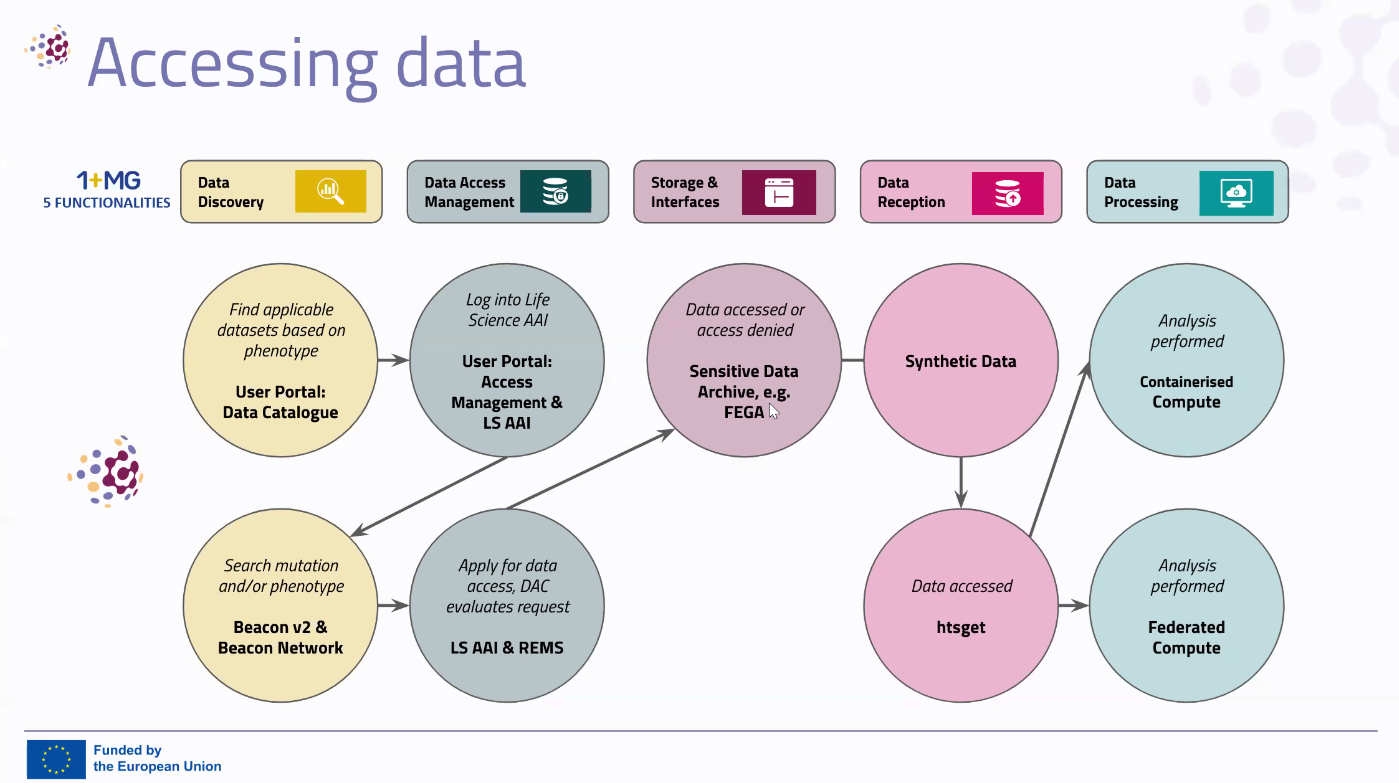 Accessing data
1+MG
5 FUNCTIONALITIES
Data
Discovery
Data Access
Management
Storage &
Interfaces
Data
Reception
Data
Processing
Find applicable
datasets based on
phenotype
User Portal:
Data Catalogue
Log into Life
Science AAI
User Portal:
Access
Management &
LS AAI
Data accessed or
access denied
Sensitive Data
Archive, e.g.
FEGA
Synthetic Data
Analysis
performed
Containerised
Compute
Search mutation
and/or phenotype
Beacon v2 &
Beacon Network
Apply for data
access, DAC
evaluates request
LS AAI & REMS
Data accessed
htsget
Analysis
performed
Federated
Compute
Funded by
the European Union